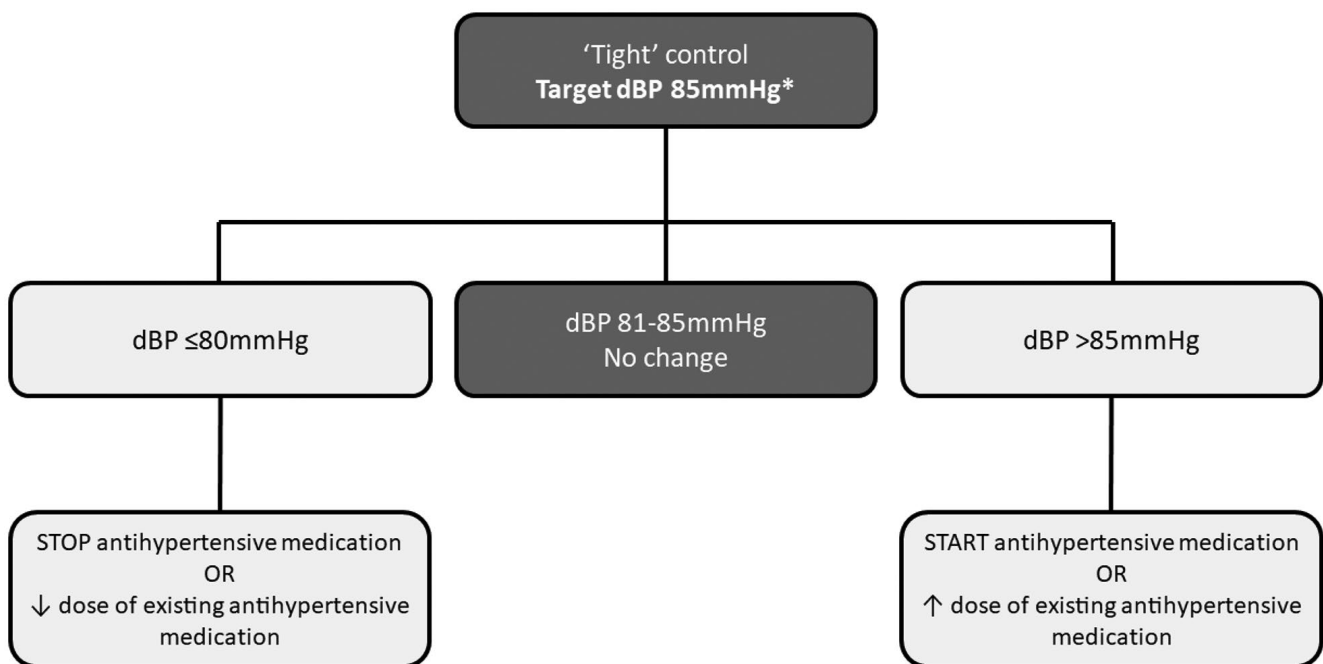 ‘Tight’ control
Target dBP 85mmHg*
dBP ≤80mmHg
dBP 81-85mmHg
No change
dBP >85mmHg
STOP antihypertensive medication
OR
↓ dose of existing antihypertensive
medication
START antihypertensive medication
OR
↑ dose of existing antihypertensive
medication